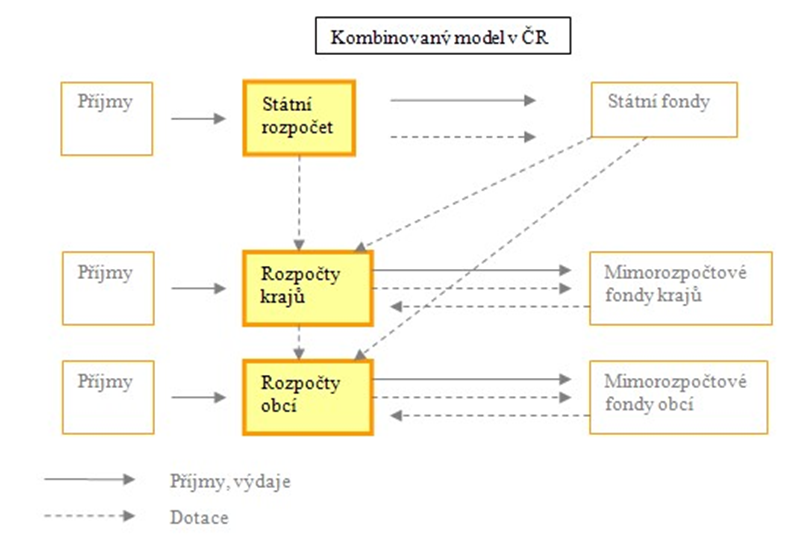 Kombinovaný model v ČR
Příjmy
Státní
rozpočet
Státní fondy
Příjmy
Rozpočty
krajů
Mimorozpočtové
fondy krajů
Příjmy
Rozpočty
obcí
Mimorozpočtové
fondy obcí
Příjmy, výdaje
Dotace